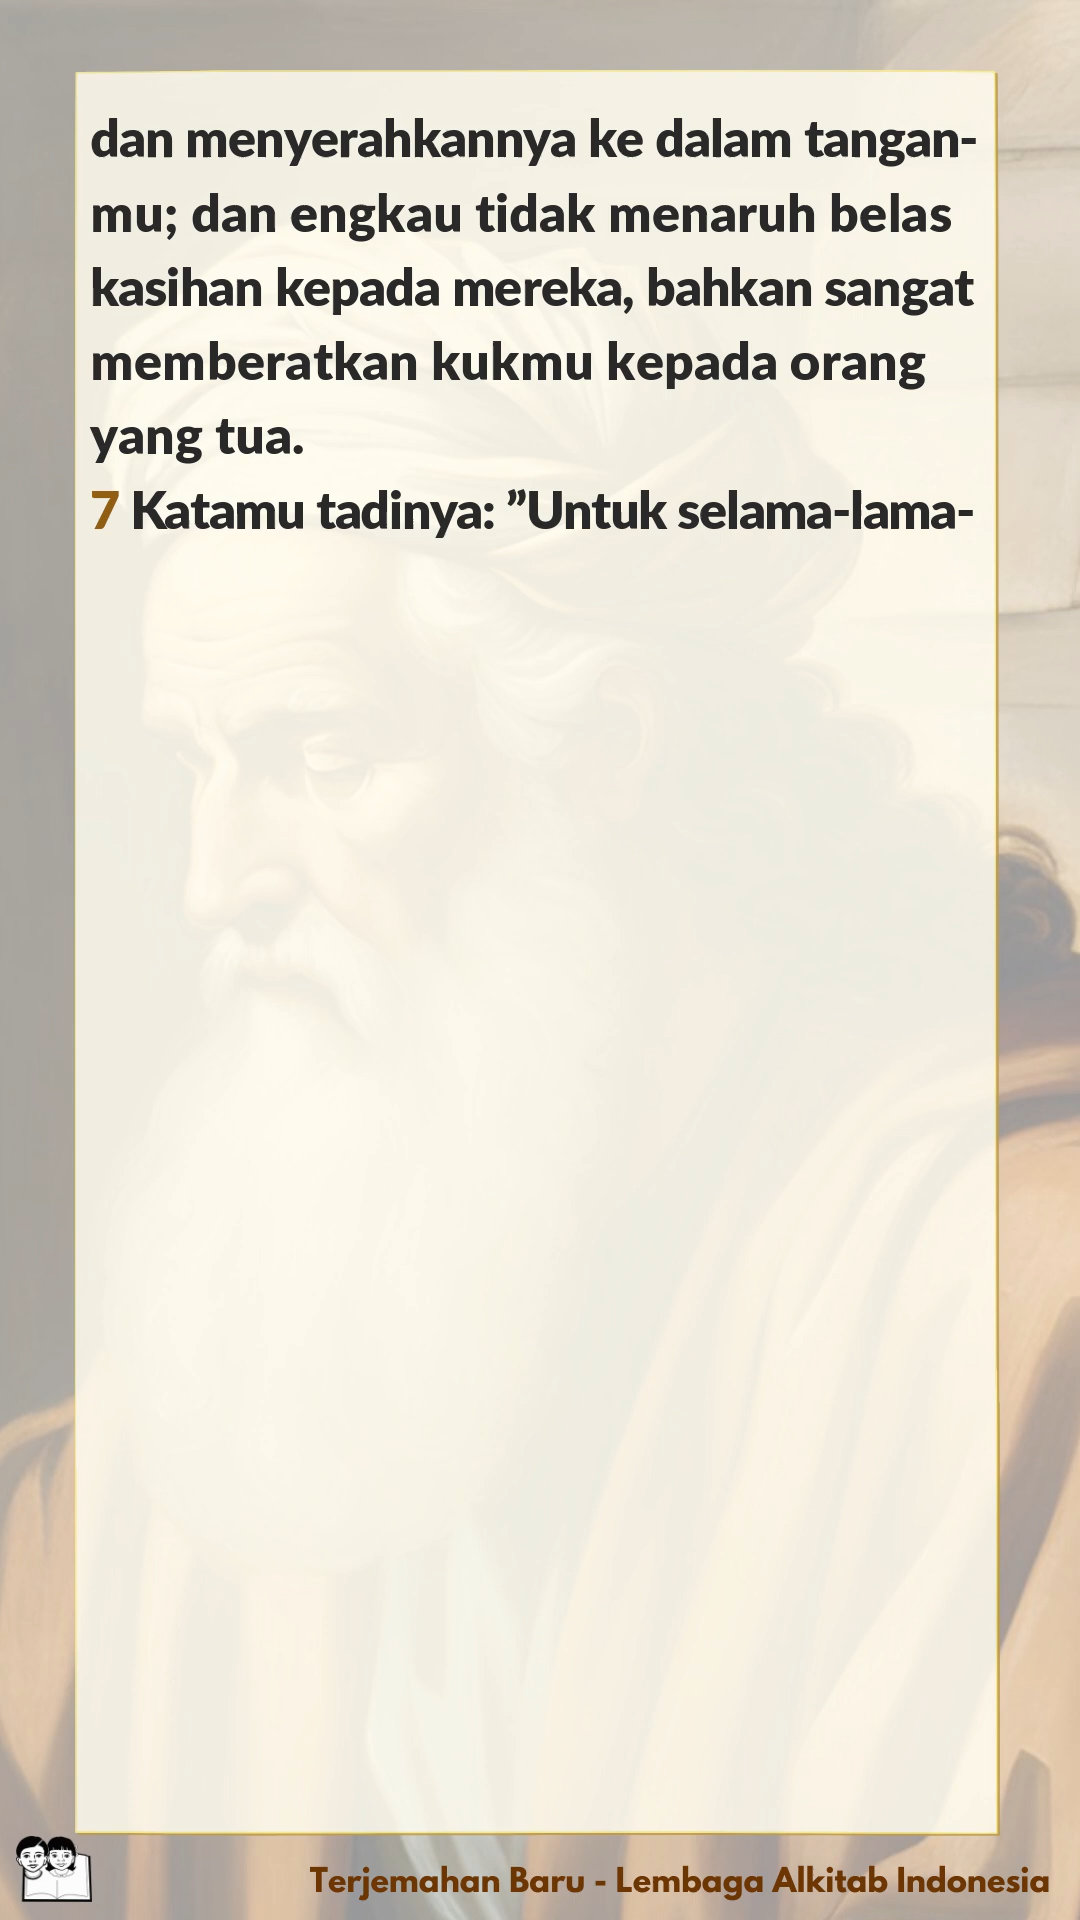 dan menyerahkannya ke dalam tangan-
mu; dan engkau tidak menaruh belas
kasihan kepada mereka, bahkan sangat
memberatkan kukmu kepada orang
yang tua.
7 Katamu tadinya: ”Untuk selama-lama-
Terjemahan Baru - Lembaga Alkitab Indonesia